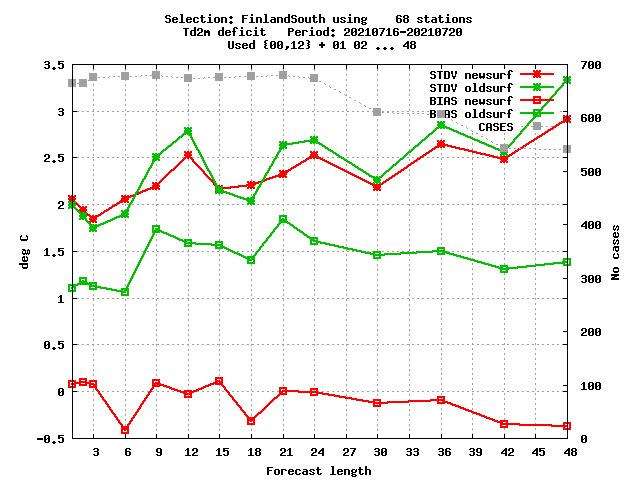 Selection: FinlandSouth using    68 stations
Td2m deficit   Period: 20210716-20210720
Used {00,12} + 01 02 ... 48
STDV newsurf
STDV oldsurf
BIAS newsurf
BIAS oldsurf
CASES
3.5
3
2.5
2
1.5
1
0.5
0
-0.5
deg C
700
600
500
400
300
200
100
0
No cases
3 6 9 12 15 18 21 24 27 30 33 36 39 42 45 48
Forecast length